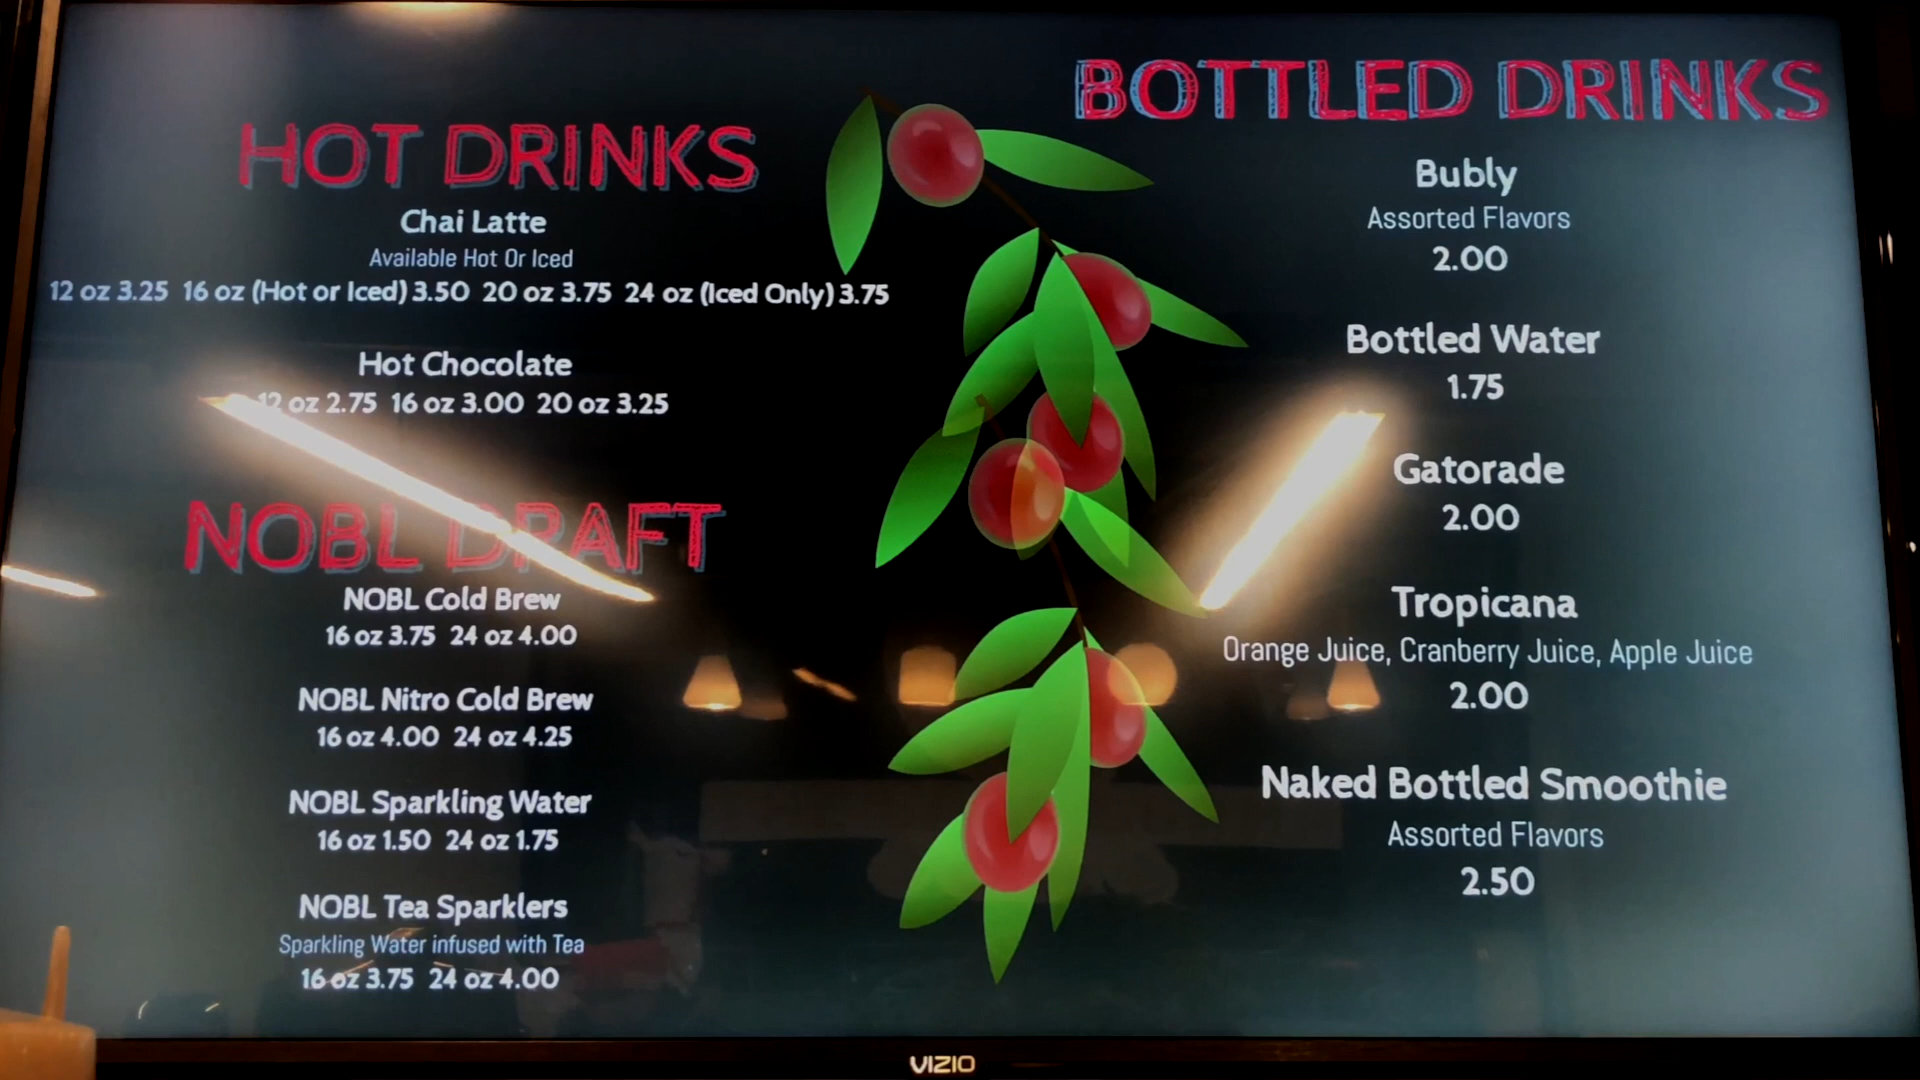 HOT DRINKS
Chai Latte
Available Hot Or Iced
12 oz 3.25 16 oz (Hot or Iced) 3.50 20 oz 3.75 24 oz (Iced Only) 3.75
Hot Chocolate
12 oz 2.75 16 oz 3.00 20 oz 3.25
NOBL DRAFT
NOBL Cold Brew
16 oz 3.75 24 oz 4.00
NOBL Nitro Cold Brew
16 oz 4.00 24 oz 4.25
NOBL Sparkling Water
16 oz 1.50 24 oz 1.75
NOBL Tea Sparklers
Sparkling Water infused with Tea
16 oz 3.75 24 oz 4.00
BOTTLED DRINKS
Bubly
Assorted Flavors
2.00
Bottled Water
1.75
Gatorade
2.00
Tropicana
Orange Juice, Cranberry Juice, Apple Juice
2.00
Naked Bottled Smoothie
Assorted Flavors
2.50
VIZIO